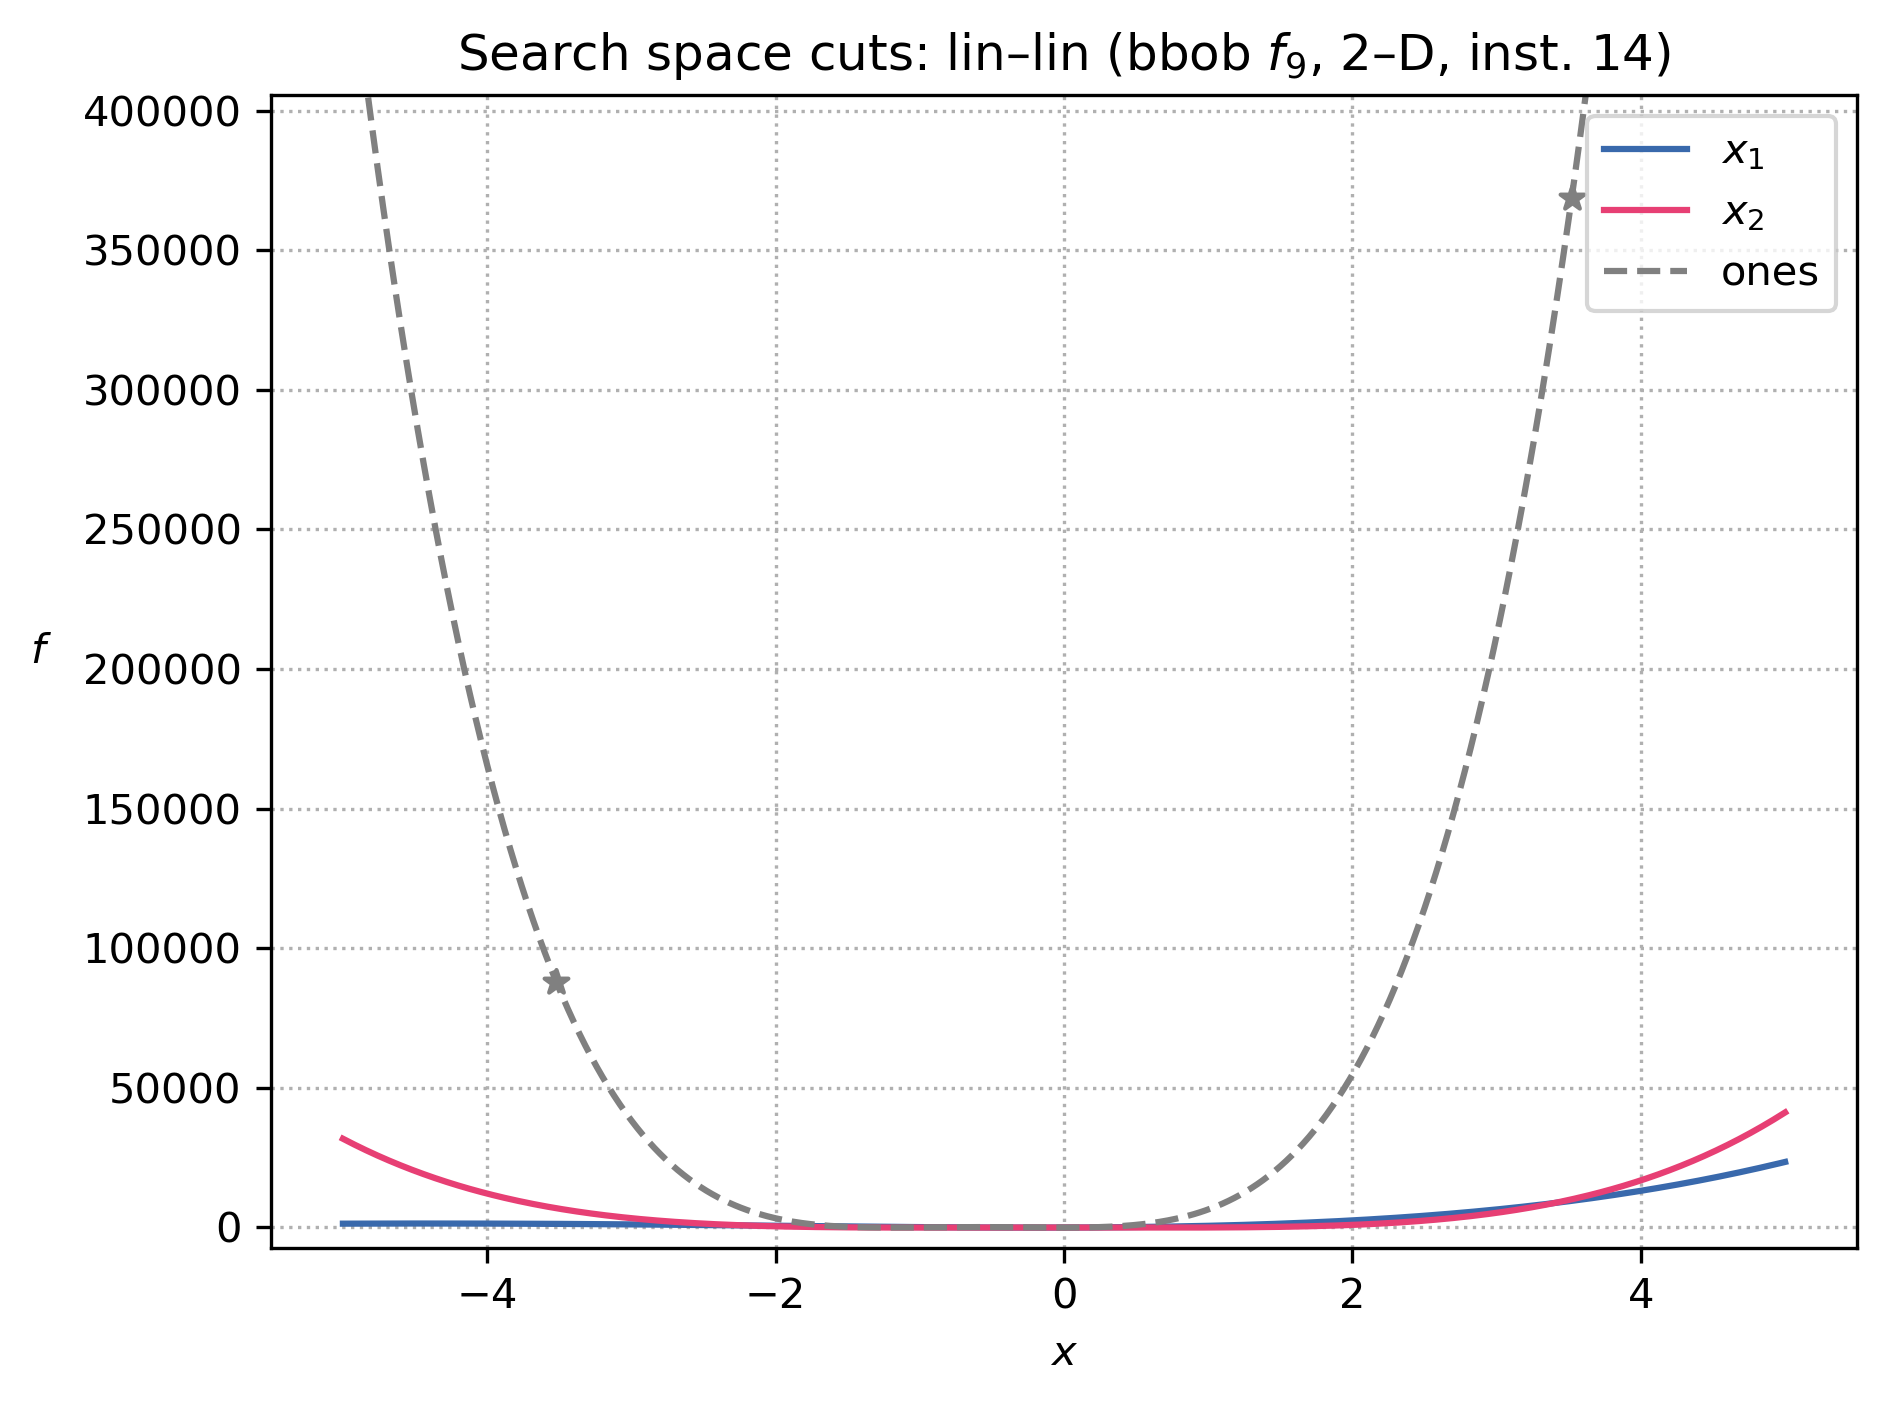 Search space cuts: lin–lin (bbob f₉, 2–D, inst. 14)
400000
350000
300000
250000
200000
150000
100000
50000
0
f
−4
−2
0
2
4
x
x₁
x₂
ones